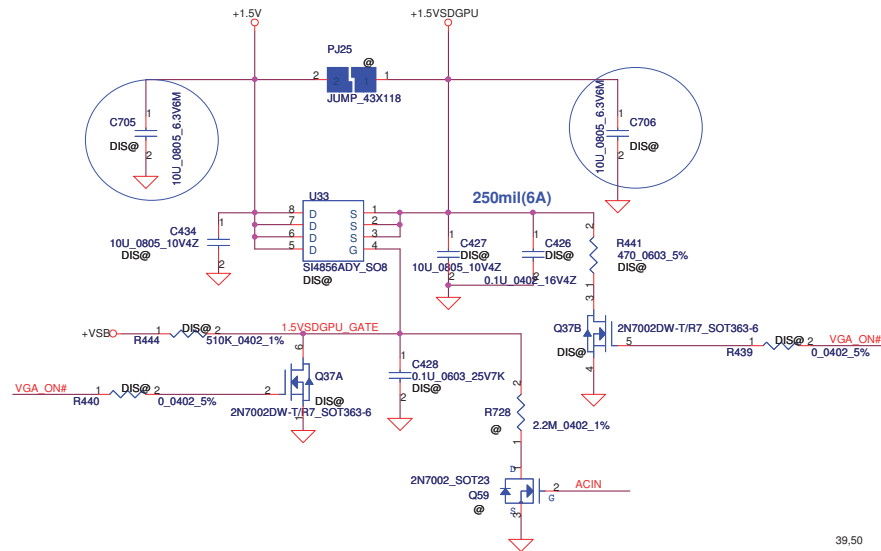 +1.5V
+1.5VSDGPU
PJ25
@
2 2 1 1
JUMP_43X118
1
C705
DIS@
2
10U_0805_6.3V6M
1
C706
DIS@
2
10U_0805_6.3V6M
U33
8 D S 1
7 D S 2
6 D S 3
5 D G 4
SI4856ADY_SO8
DIS@
250mil(6A)
1
C434
10U_0805_10V4Z
DIS@
2
1
C427
DIS@
10U_0805_10V4Z
2
1
C426
DIS@
0.1U_0402_16V4Z
2
2
R441
470_0603_5%
DIS@
1
+VSB
1
DIS@
2
R444
510K_0402_1%
1.5VSDGPU_GATE
3
Q37B
2N7002DW-T/R7_SOT363-6
DIS@
5
4
1
DIS@
2
VGA_ON#
R439
0_0402_5%
6
Q37A
DIS@
2N7002DW-T/R7_SOT363-6
2
1
VGA_ON#
1
DIS@
2
R440
0_0402_5%
1
C428
0.1U_0603_25V7K
DIS@
2
2
R728
@
2.2M_0402_1%
1
2N7002_SOT23
Q59
@
D
1
2
G
S
3
ACIN
39,50